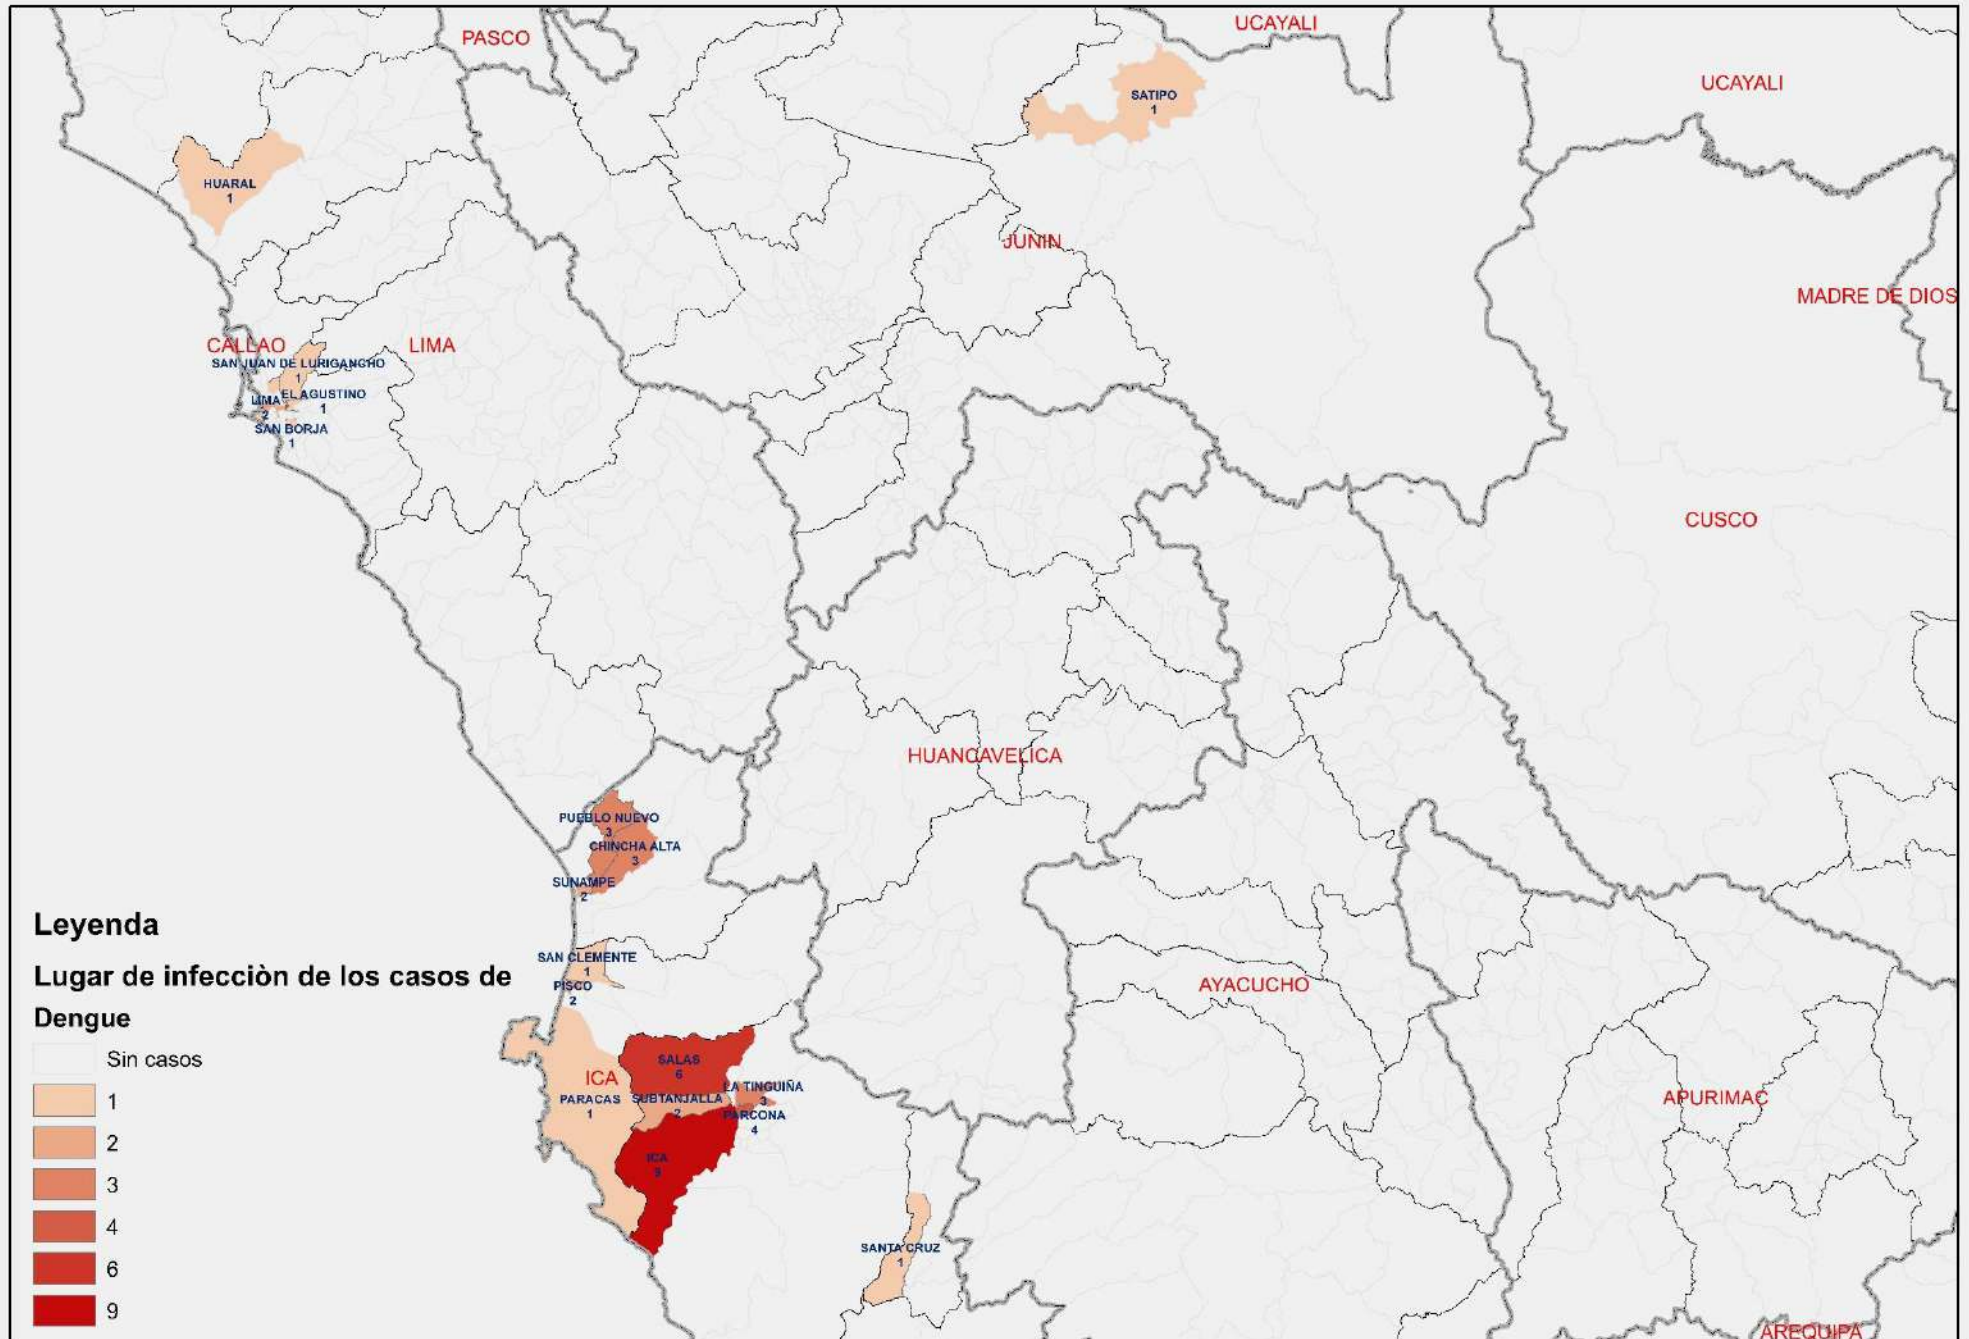 PASCO
UCAYALI
UCAYALI
SATIPO
1
HUARAL
1
JUNIN
MADRE DE DIOS
CALLAO
LIMA
SAN JUAN DE LURIGANCHO
1
LIMA
2
EL AGUSTINO
1
SAN BORJA
1
CUSCO
HUANCAVELICA
PUEBLO NUEVO
3
CHINCHA ALTA
3
SUNAMPE
2
SAN CLEMENTE
1
PISCO
2
AYACUCHO
SALAS
6
ICA
PARACAS
1
SUBTANJALLA
2
LA TINGUIÑA
3
PARCONA
4
APURIMAC
ICA
9
SANTA CRUZ
1
AREQUIPA
Leyenda
Lugar de infecciòn de los casos de
Dengue
Sin casos
1
2
3
4
6
9